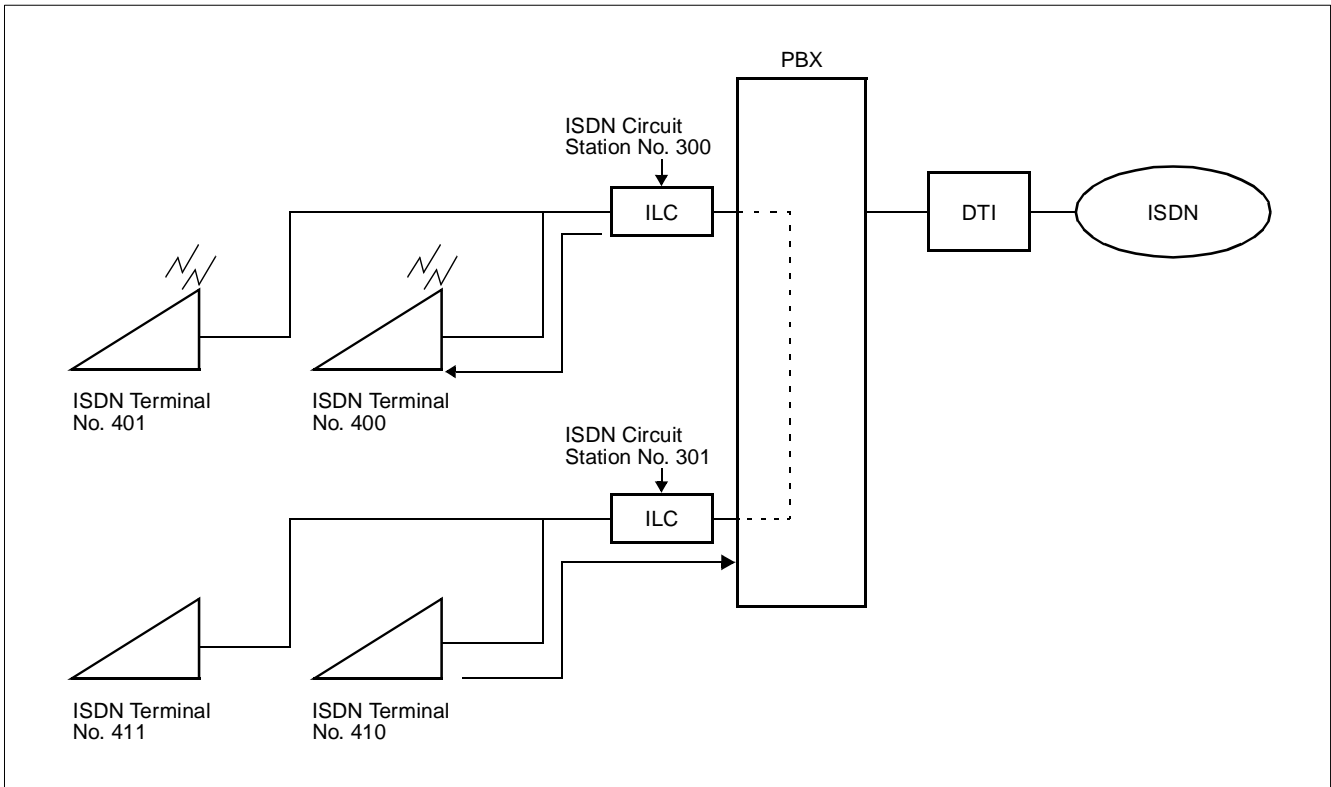 PBX
ISDN Circuit
Station No. 300
ILC
DTI
ISDN
ISDN Terminal
No. 401
ISDN Terminal
No. 400
ISDN Circuit
Station No. 301
ILC
ISDN Terminal
No. 411
ISDN Terminal
No. 410